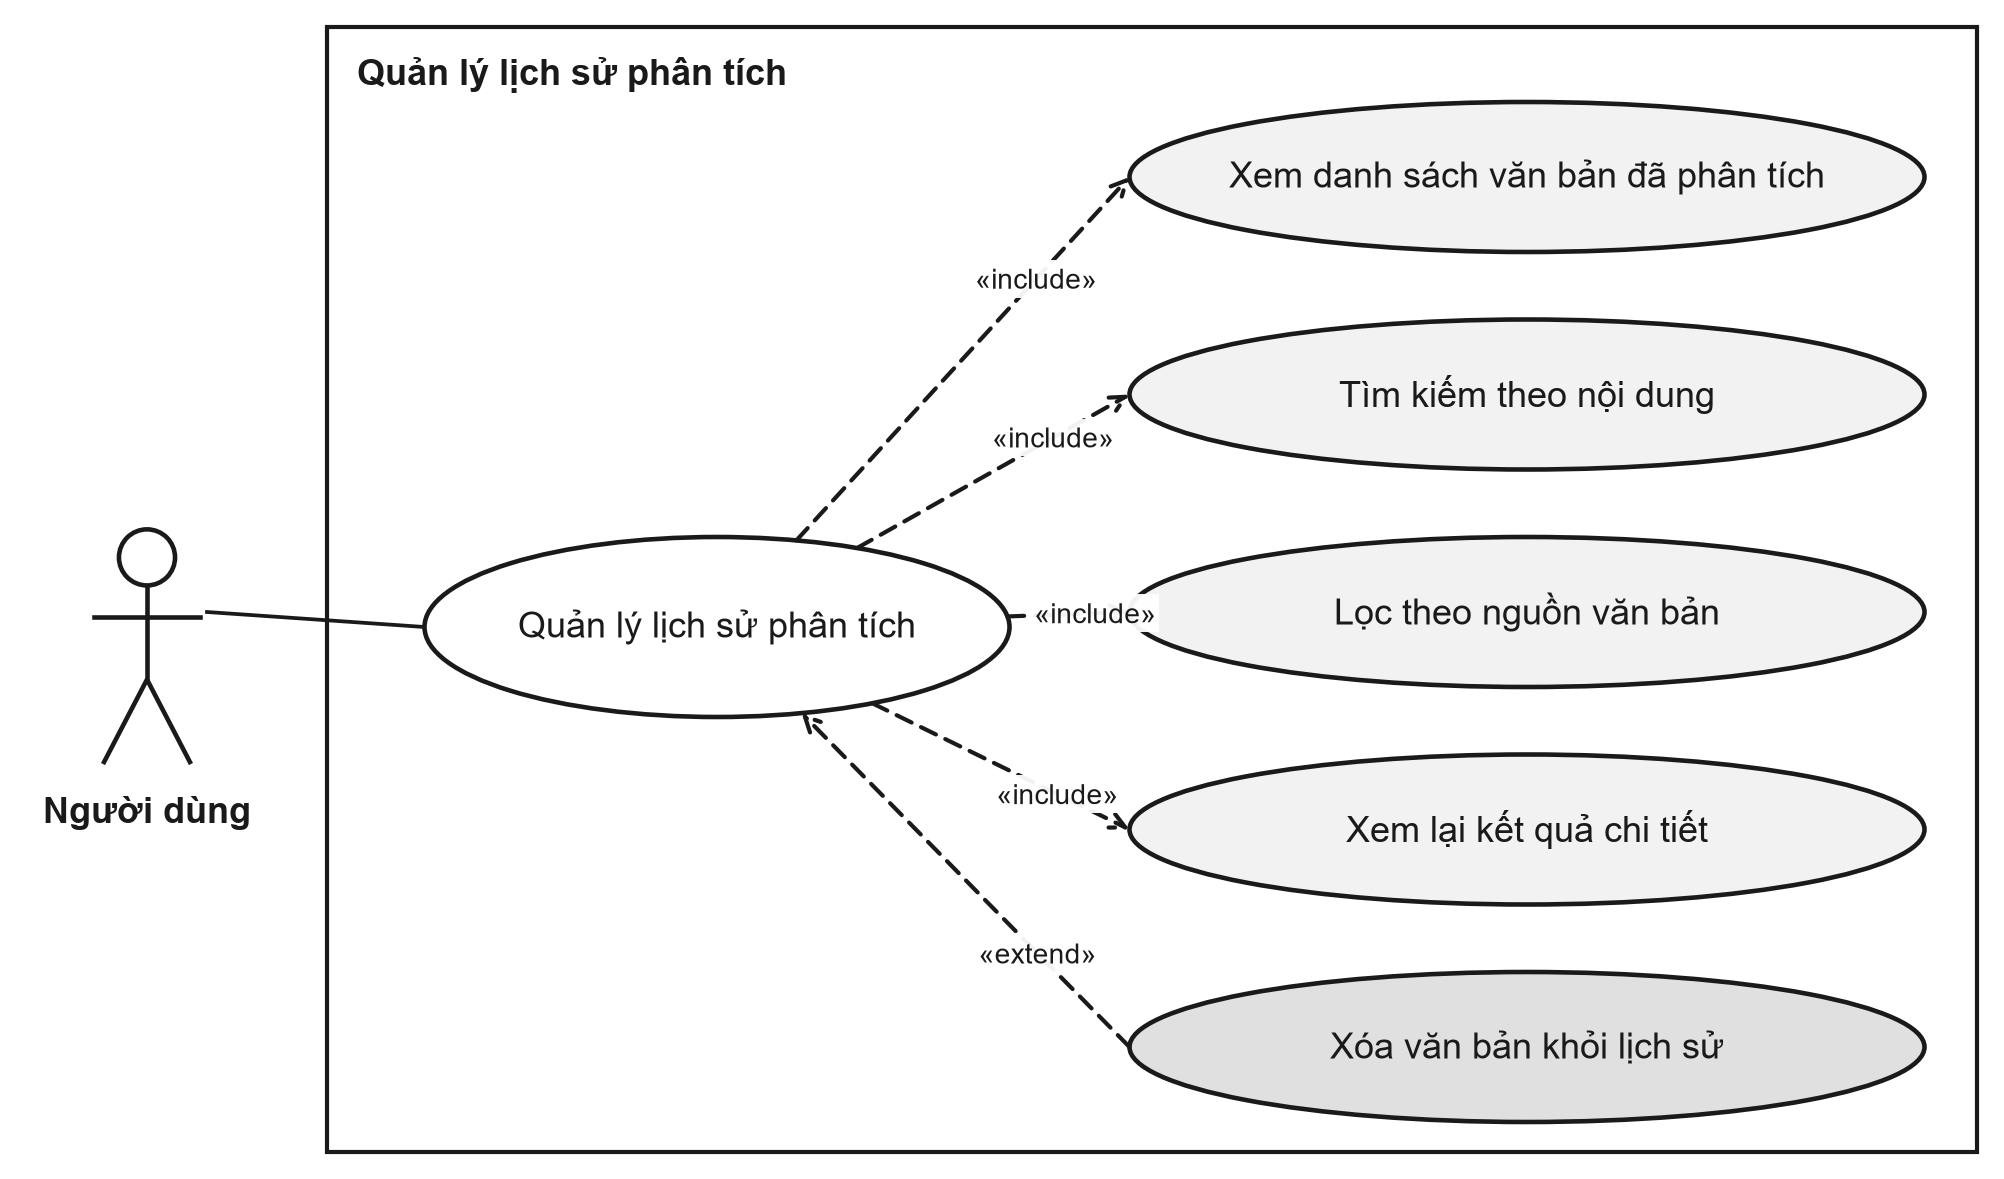 Quản lý lịch sử phân tích
Xem danh sách văn bản đã phân tích
«include»
Tìm kiếm theo nội dung
«include»
Quản lý lịch sử phân tích
«include»
Lọc theo nguồn văn bản
«include»
Xem lại kết quả chi tiết
Người dùng
«extend»
Xóa văn bản khỏi lịch sử